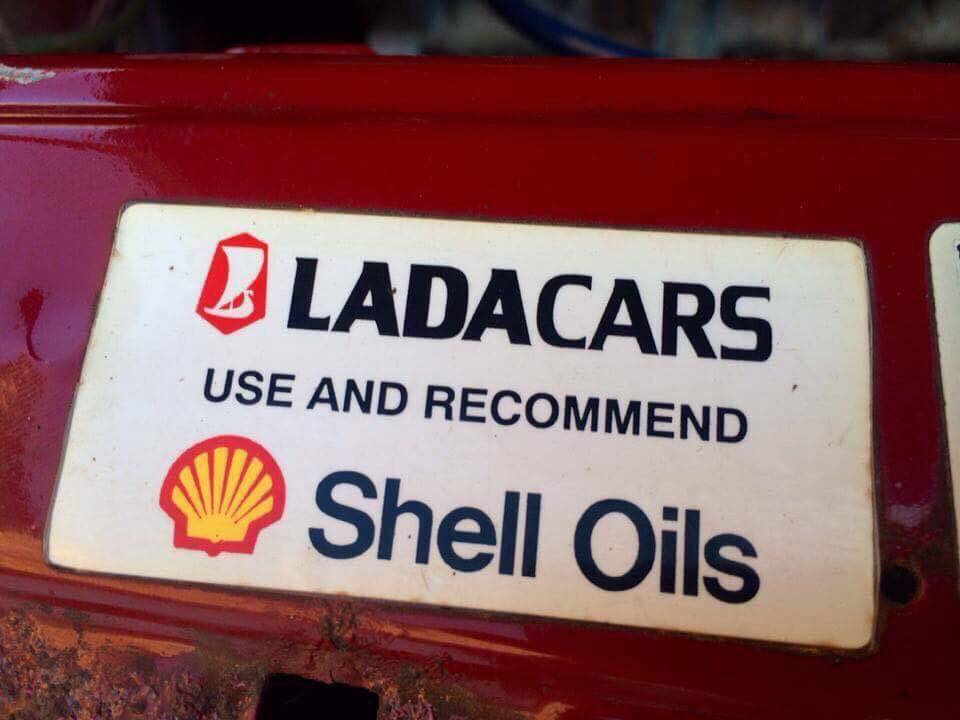 LADACARS
USE AND RECOMMEND
Shell Oils